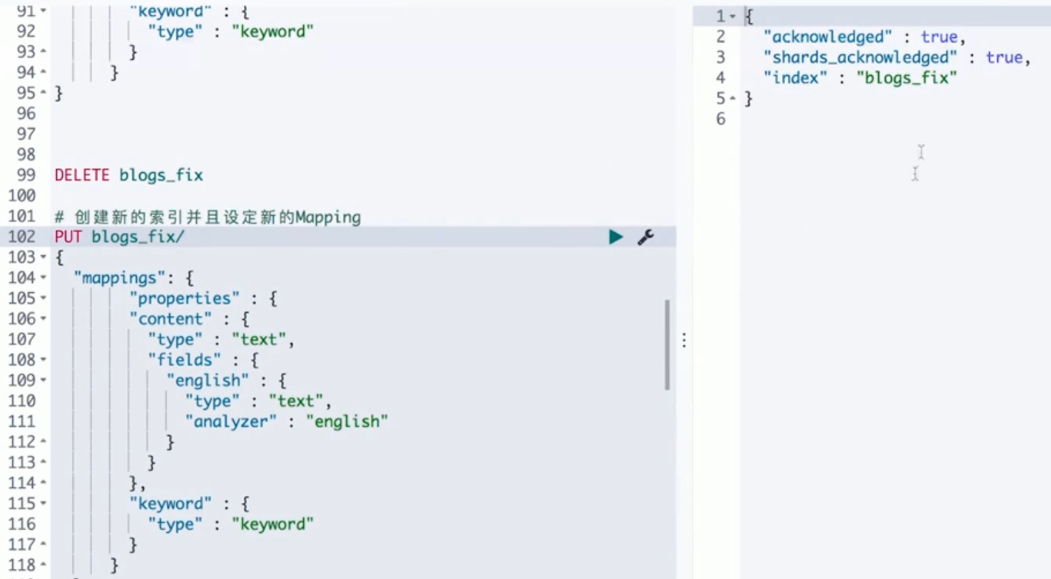 91 "keyword" : {
92 "type" : "keyword"
93 }
94 }
95 }
96
97
98
99 DELETE blogs_fix
100
101 # 创建新的索引并且设定新的Mapping
102 PUT blogs_fix/
103 {
104 "mappings": {
105 "properties" : {
106 "content" : {
107 "type" : "text",
108 "fields" : {
109 "english" : {
110 "type" : "text",
111 "analyzer" : "english"
112 }
113 }
114 },
115 "keyword" : {
116 "type" : "keyword"
117 }
118 }
1 {
2 "acknowledged" : true,
3 "shards_acknowledged" : true,
4 "index" : "blogs_fix"
5 }
6